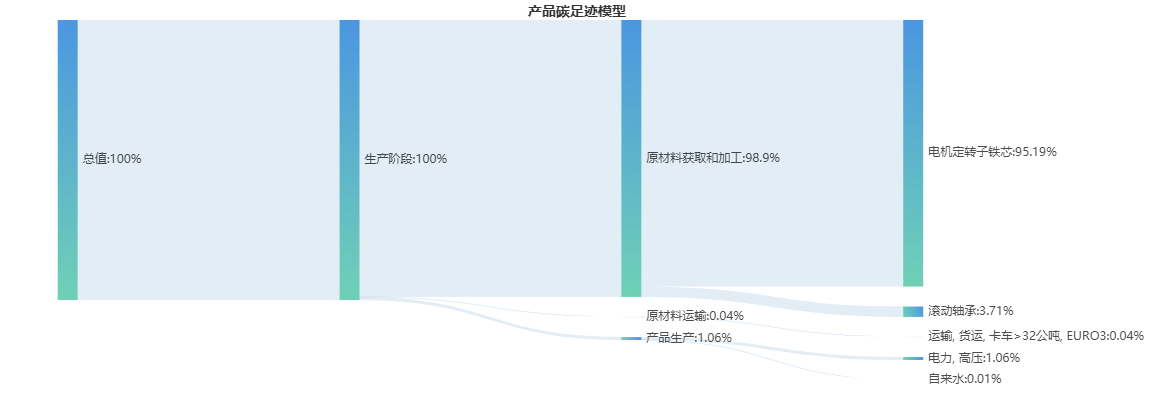 产品碳足迹模型
总值:100%
生产阶段:100%
原材料获取和加工:98.9%
电机定转子铁芯:95.19%
滚动轴承:3.71%
原材料运输:0.04%
运输, 货运, 卡车>32公吨, EURO3:0.04%
产品生产:1.06%
电力, 高压:1.06%
自来水:0.01%